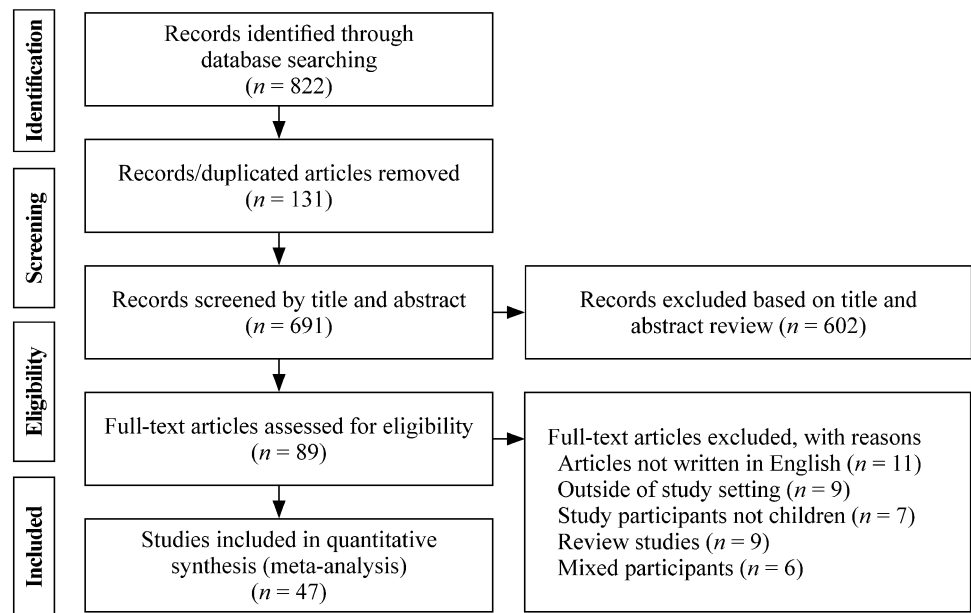 Identification
Records identified through
database searching
(n = 822)
Records/duplicated articles removed
(n = 131)
Screening
Records screened by title and abstract
(n = 691)
Records excluded based on title and
abstract review (n = 602)
Eligibility
Full-text articles assessed for eligibility
(n = 89)
Full-text articles excluded, with reasons
Articles not written in English (n = 11)
Outside of study setting (n = 9)
Study participants not children (n = 7)
Review studies (n = 9)
Mixed participants (n = 6)
Included
Studies included in quantitative
synthesis (meta-analysis)
(n = 47)